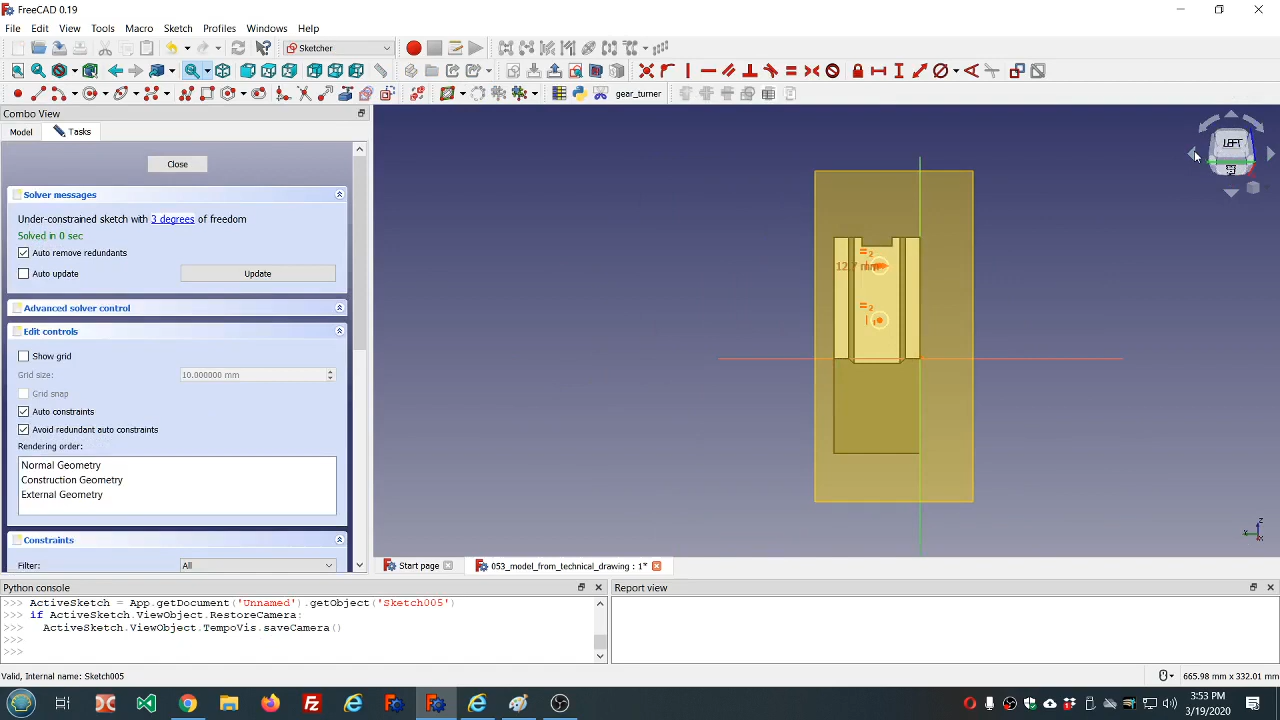 FreeCAD 0.19
File Edit View Tools Macro Sketch Profiles Windows Help
Sketcher
gear_turner
Combo View
Model Tasks
Close
Solver messages
Under-constrained sketch with 3 degrees of freedom
Solved in 0 sec
Auto remove redundants
Auto update Update
Advanced solver control
Edit controls
Show grid
Grid size: 10.000000 mm
Grid snap
Auto constraints
Avoid redundant auto constraints
Rendering order:
Normal Geometry
Construction Geometry
External Geometry
Constraints
Filter: All
12.7 mm
LEFT
Start page 053_model_from_technical_drawing : 1*
Python console
>>> ActiveSketch = App.getDocument('Unnamed').getObject('Sketch005')
>>> if ActiveSketch.ViewObject.RestoreCamera:
>>>   ActiveSketch.ViewObject.TempoVis.saveCamera()
>>>
>>>
Report view
Valid, Internal name: Sketch005
665.98 mm x 332.01 mm
3:53 PM
3/19/2020